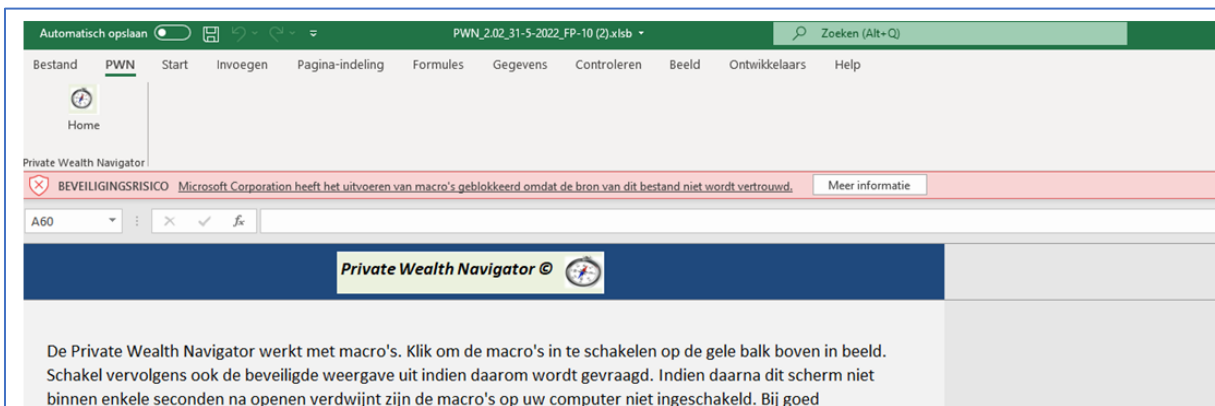 Automatisch opslaan PWN_2.02_31-5-2022_FP-10 (2).xlsb Zoeken (Alt+Q)
Bestand PWN Start Invoegen Pagina-indeling Formules Gegevens Controleren Beeld Ontwikkelaars Help
Home
Private Wealth Navigator
BEVEILIGINGSRISICO Microsoft Corporation heeft het uitvoeren van macro's geblokkeerd omdat de bron van dit bestand niet wordt vertrouwd. Meer informatie
A60 fx
Private Wealth Navigator ©
De Private Wealth Navigator werkt met macro's. Klik om de macro's in te schakelen op de gele balk boven in beeld.
Schakel vervolgens ook de beveiligde weergave uit indien daarom wordt gevraagd. Indien daarna dit scherm niet
binnen enkele seconden na openen verdwijnt zijn de macro's op uw computer niet ingeschakeld. Bij goed